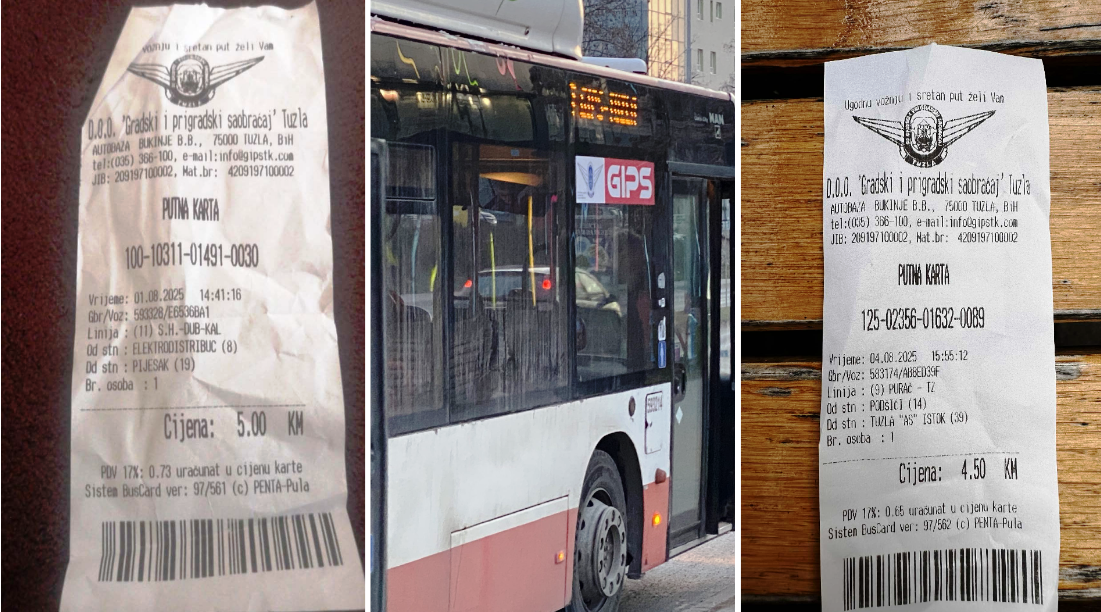 vožnju i sretan put želi Vam
TUZLA
D.O.O. 'Gradski i prigradski saobraćaj' Tuzla
AUTOBAZA BUKINJE B.B., 75000 TUZLA, BiH
tel:(035) 366-100, e-mail:info@gipstk.com
JIB: 209197100002, Mat.br: 4209197100002
PUTNA KARTA
100-10311-01491-0030
Vrijeme: 01.08.2025 14:41:16
Gbr/Voz: 583328/E6536BA1
Linija : (11) S.H.-DUB-KAL
Od stn : ELEKTRODISTRIBUC (8)
Od stn : PIJESAK (19)
Br. osoba : 1
Cijena: 5.00 KM
PDV 17%: 0.73 uračunat u cijenu karte
Sistem BusCard ver: 97/561 (c) PENTA-Pula
MAN
GIPS
Ugodnu vožnju i sretan put želi Vam
TUZLA
D.O.O. 'Gradski i prigradski saobraćaj' Tuzla
AUTOBAZA BUKINJE B.B., 75000 TUZLA, BiH
tel:(035) 366-100, e-mail:info@gipstk.com
JIB: 209197100002, Mat.br: 4209197100002
PUTNA KARTA
125-02356-01632-0089
Vrijeme: 04.08.2025 15:55:12
Gbr/Voz: 583174/AB8ED39F
Linija : (9) PURAĆ - TZ
Od stn : PODSIĆI (14)
Od stn : TUZLA "AS" ISTOK (39)
Br. osoba : 1
Cijena: 4.50 KM
PDV 17%: 0.65 uračunat u cijenu karte
Sistem BusCard ver: 97/562 (c) PENTA-Pula